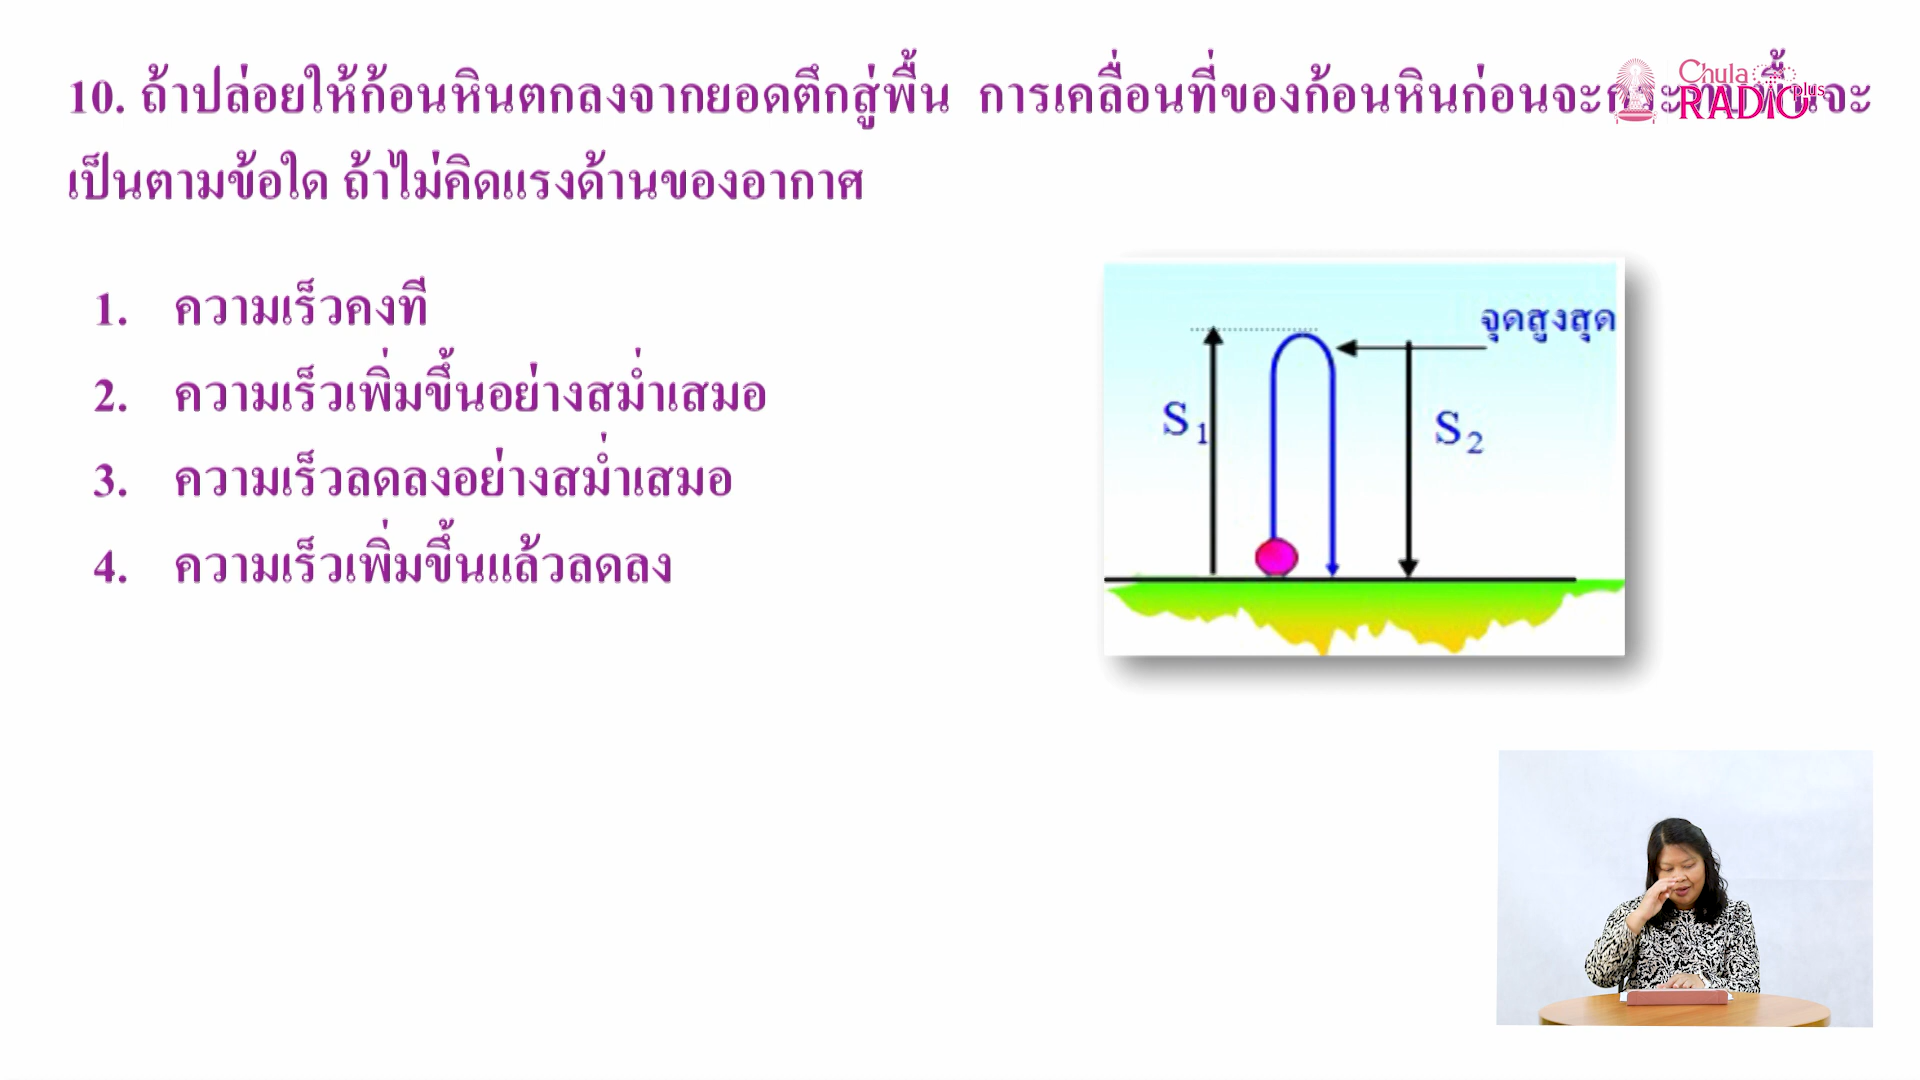 10. ถ้าปล่อยให้ก้อนหินตกลงจากยอดตึกสู่พื้น การเคลื่อนที่ของก้อนหินก่อนจะ
เป็นตามข้อใด ถ้าไม่คิดแรงด้านของอากาศ
1. ความเร็วคงที
2. ความเร็วเพิ่มขึ้นอย่างสม่ำเสมอ
3. ความเร็วลดลงอย่างสม่ำเสมอ
4. ความเร็วเพิ่มขึ้นแล้วลดลง
จุดสูงสุด
S1
S2
Chula
RADIO plus